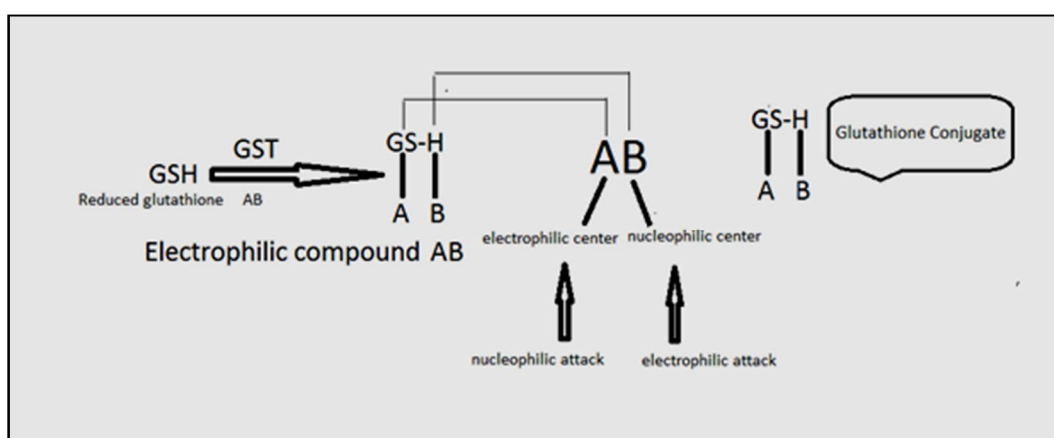 GST
GSH
Reduced glutathione AB
GS-H
A B
Electrophilic compound AB
AB
electrophilic center nucleophilic center
nucleophilic attack electrophilic attack
GS-H
A B
Glutathione Conjugate